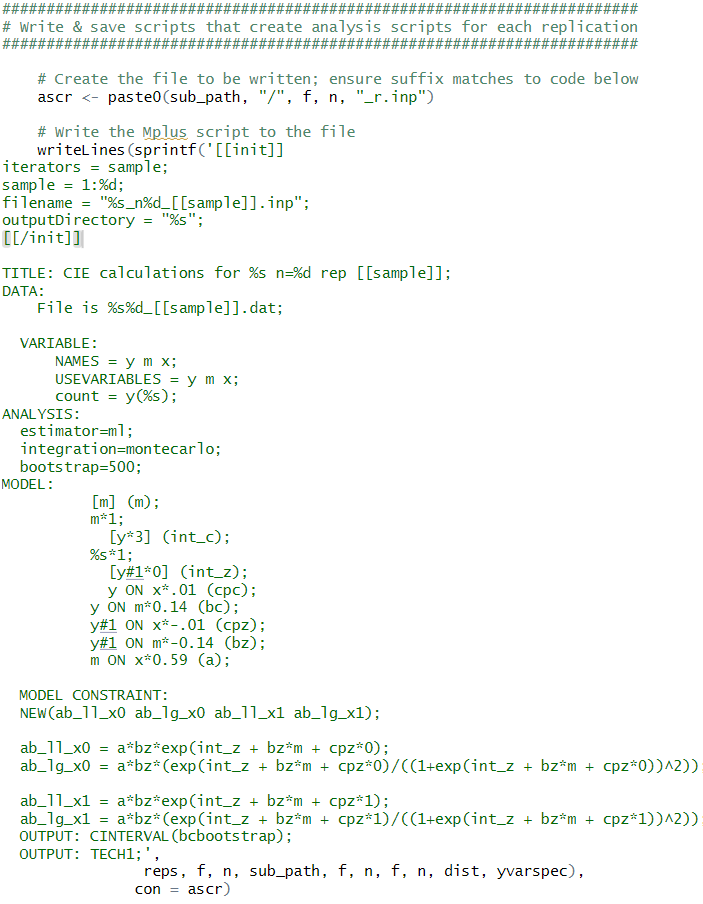 ########################################################################
# Write & save scripts that create analysis scripts for each replication
########################################################################
# Create the file to be written; ensure suffix matches to code below
ascr <- paste0(sub_path, "/", f, n, "_r.inp")
# Write the Mplus script to the file
writeLines(sprintf('[[init]]
iterators = sample;
sample = 1:%d;
filename = "%s_n%d_[[sample]].inp";
outputDirectory = "%s";
[[/init]]
TITLE: CIE calculations for %s n=%d rep [[sample]];
DATA:
File is %s%d_[[sample]].dat;
VARIABLE:
NAMES = y m x;
USEVARIABLES = y m x;
count = y(%s);
ANALYSIS:
estimator=ml;
integration=montecarlo;
bootstrap=500;
MODEL:
[m] (m);
m*1;
[y*3] (int_c);
%s*1;
[y#1*0] (int_z);
y ON x*.01 (cpc);
y ON m*0.14 (bc);
y#1 ON x*-.01 (cpz);
y#1 ON m*-0.14 (bz);
m ON x*0.59 (a);
MODEL CONSTRAINT:
NEW(ab_ll_x0 ab_lg_x0 ab_ll_x1 ab_lg_x1);
ab_ll_x0 = a*bz*exp(int_z + bz*m + cpz*0);
ab_lg_x0 = a*bz*(exp(int_z + bz*m + cpz*0)/((1+exp(int_z + bz*m + cpz*0))^2));
ab_ll_x1 = a*bz*exp(int_z + bz*m + cpz*1);
ab_lg_x1 = a*bz*(exp(int_z + bz*m + cpz*1)/((1+exp(int_z + bz*m + cpz*1))^2));
OUTPUT: CINTERVAL(bcbootstrap);
OUTPUT: TECH1;',
reps, f, n, sub_path, f, n, f, n, dist, yvarspec),
con = ascr)